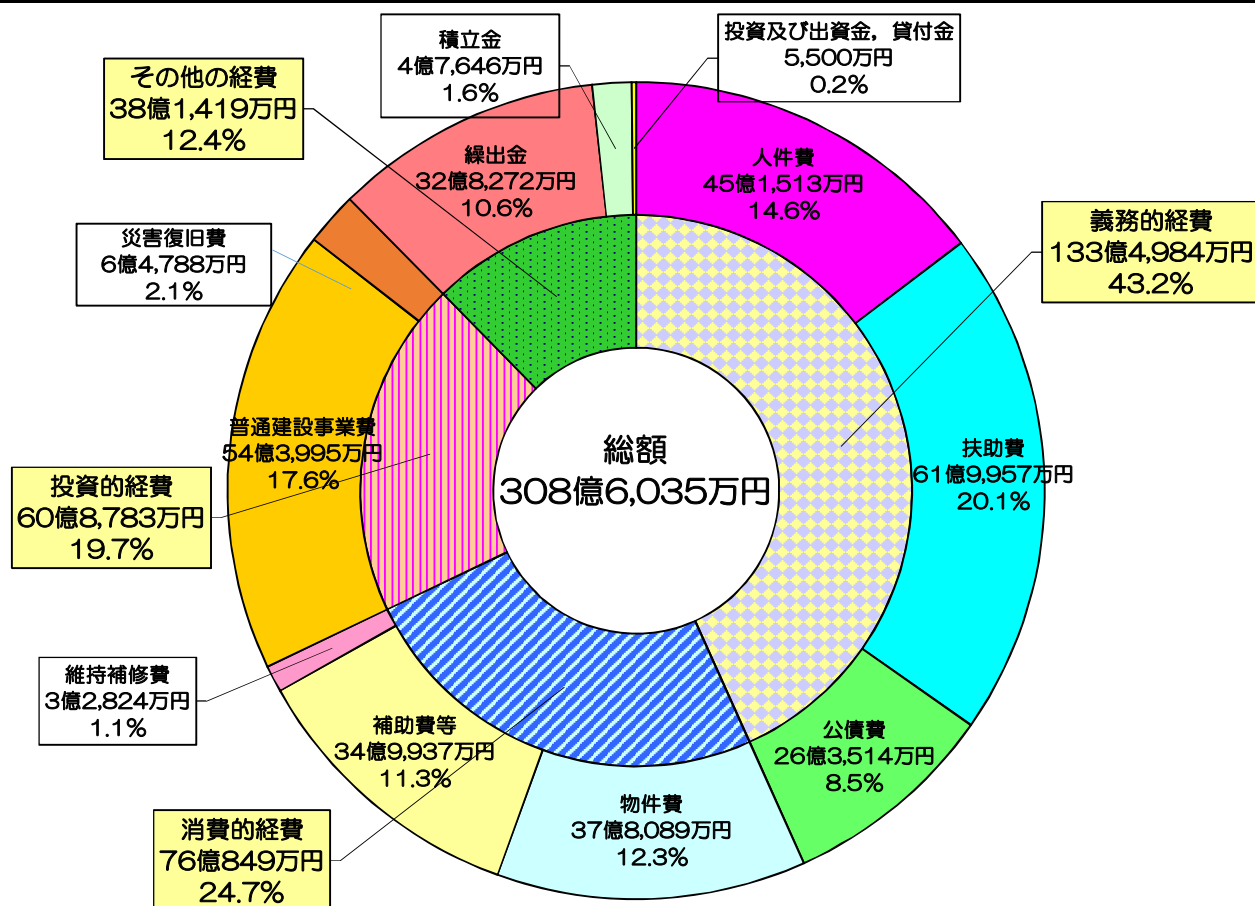 積立金
4億7,646万円
1.6%
投資及び出資金，貸付金
5,500万円
0.2%
その他の経費
38億1,419万円
12.4%
繰出金
32億8,272万円
10.6%
人件費
45億1,513万円
14.6%
義務的経費
133億4,984万円
43.2%
災害復旧費
6億4,788万円
2.1%
普通建設事業費
54億3,995万円
17.6%
総額
308億6,035万円
扶助費
61億9,957万円
20.1%
投資的経費
60億8,783万円
19.7%
維持補修費
3億2,824万円
1.1%
補助費等
34億9,937万円
11.3%
公債費
26億3,514万円
8.5%
物件費
37億8,089万円
12.3%
消費的経費
76億849万円
24.7%